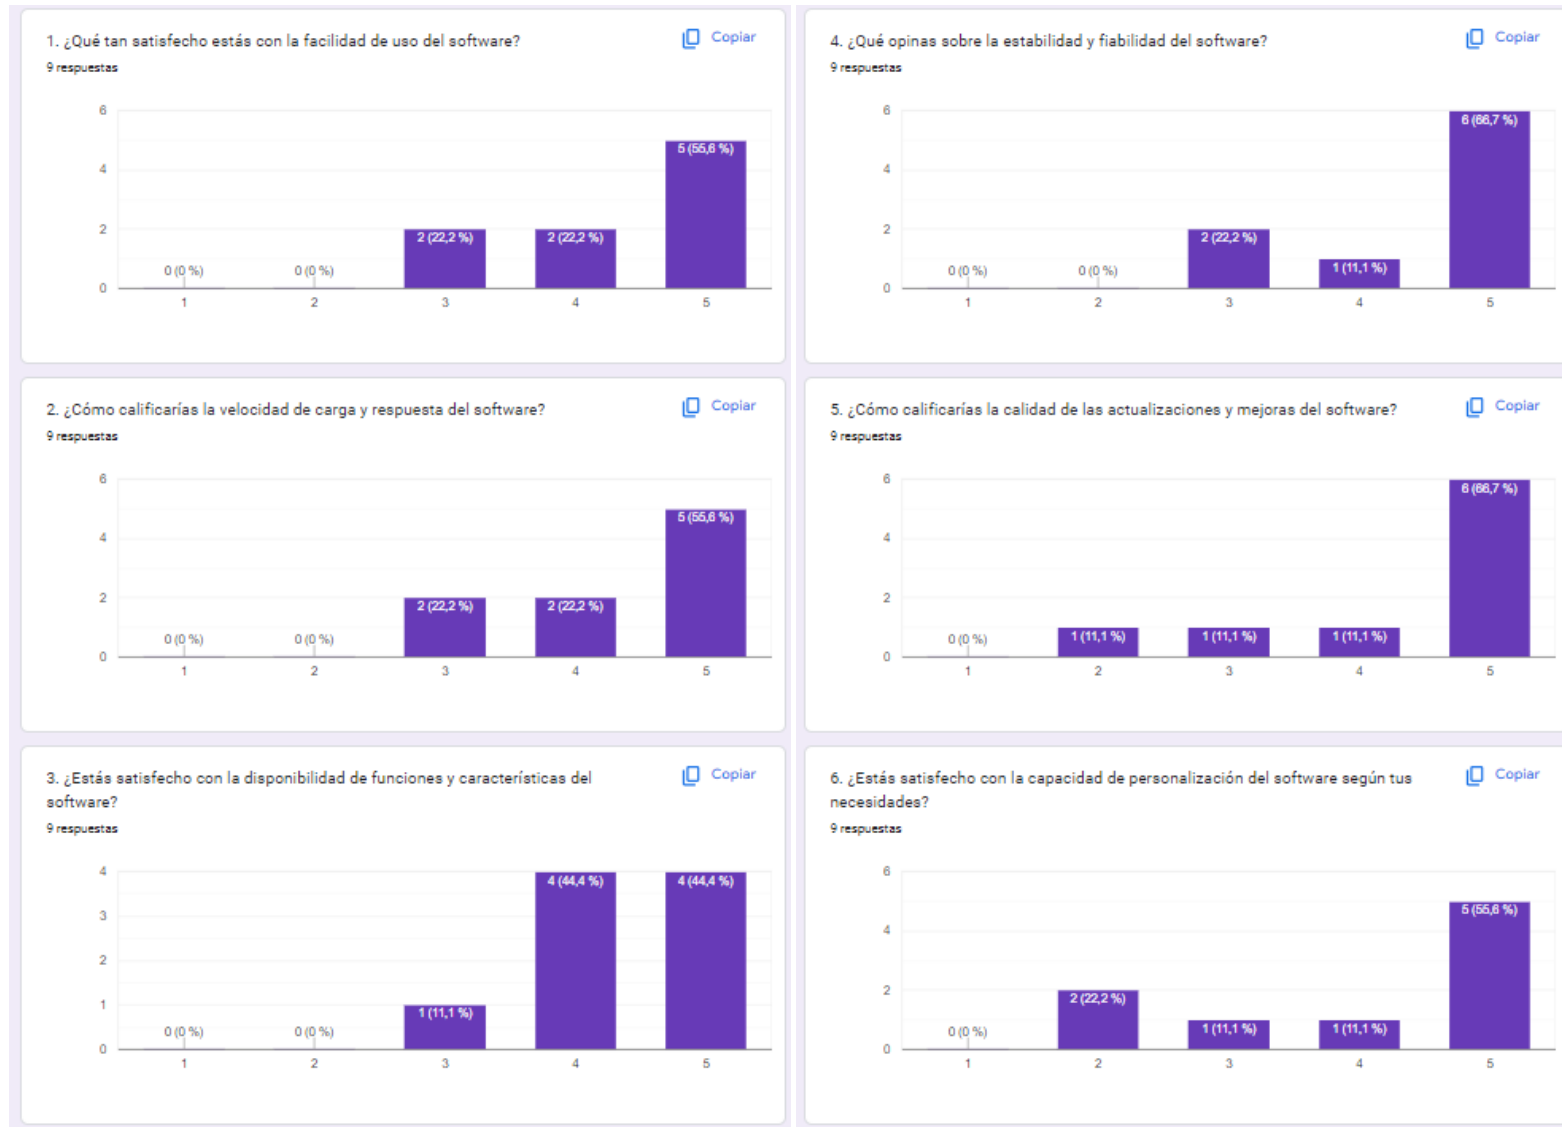 1. ¿Qué tan satisfecho estás con la facilidad de uso del software?
Copiar
9 respuestas
6
4
2
0
0 (0 %)
0 (0 %)
2 (22,2 %)
2 (22,2 %)
5 (55,6 %)
1 2 3 4 5
2. ¿Cómo calificarías la velocidad de carga y respuesta del software?
Copiar
9 respuestas
6
4
2
0
0 (0 %)
0 (0 %)
2 (22,2 %)
2 (22,2 %)
5 (55,6 %)
1 2 3 4 5
3. ¿Estás satisfecho con la disponibilidad de funciones y características del
software?
Copiar
9 respuestas
4
3
2
1
0
0 (0 %)
0 (0 %)
1 (11,1 %)
4 (44,4 %)
4 (44,4 %)
1 2 3 4 5
4. ¿Qué opinas sobre la estabilidad y fiabilidad del software?
Copiar
9 respuestas
6
4
2
0
0 (0 %)
0 (0 %)
2 (22,2 %)
1 (11,1 %)
6 (66,7 %)
1 2 3 4 5
5. ¿Cómo calificarías la calidad de las actualizaciones y mejoras del software?
Copiar
9 respuestas
6
4
2
0
0 (0 %)
1 (11,1 %)
1 (11,1 %)
1 (11,1 %)
6 (66,7 %)
1 2 3 4 5
6. ¿Estás satisfecho con la capacidad de personalización del software según tus
necesidades?
Copiar
9 respuestas
6
4
2
0
0 (0 %)
2 (22,2 %)
1 (11,1 %)
1 (11,1 %)
5 (55,6 %)
1 2 3 4 5